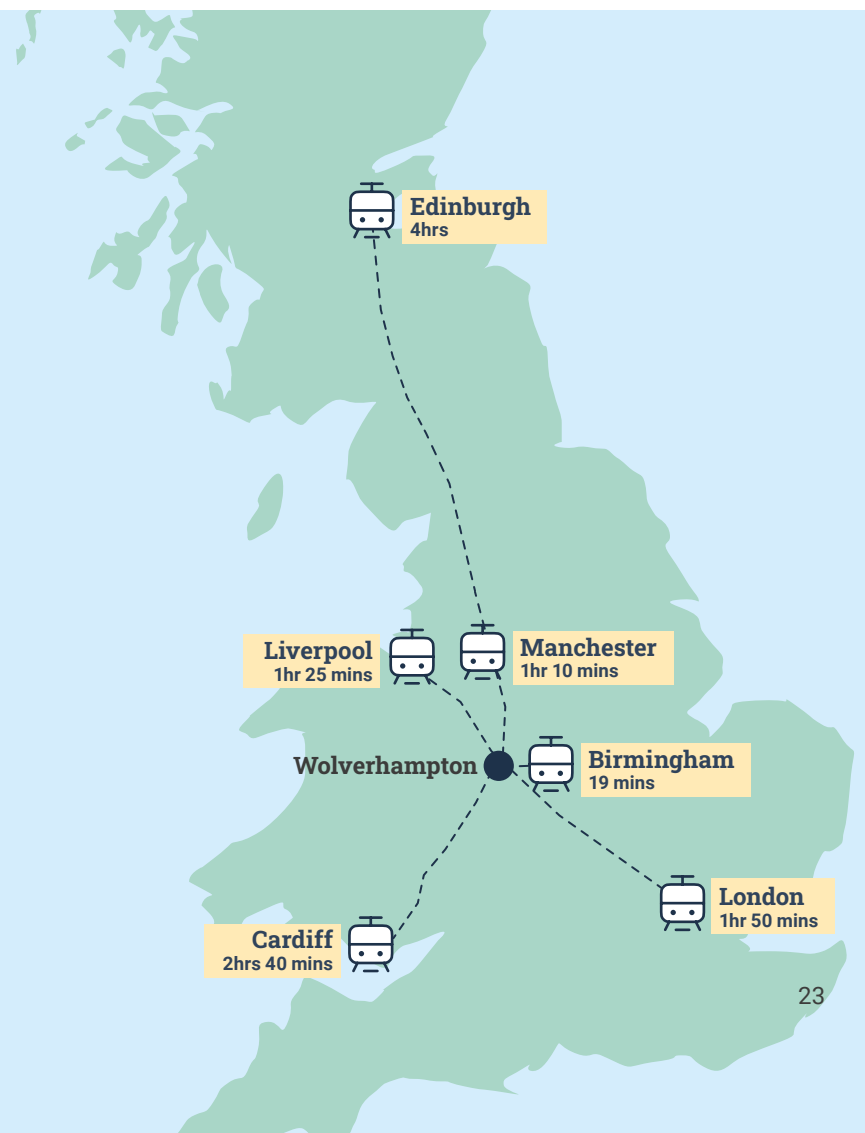 Edinburgh
4hrs
Liverpool
1hr 25 mins
Manchester
1hr 10 mins
Wolverhampton
Birmingham
19 mins
London
1hr 50 mins
Cardiff
2hrs 40 mins
23